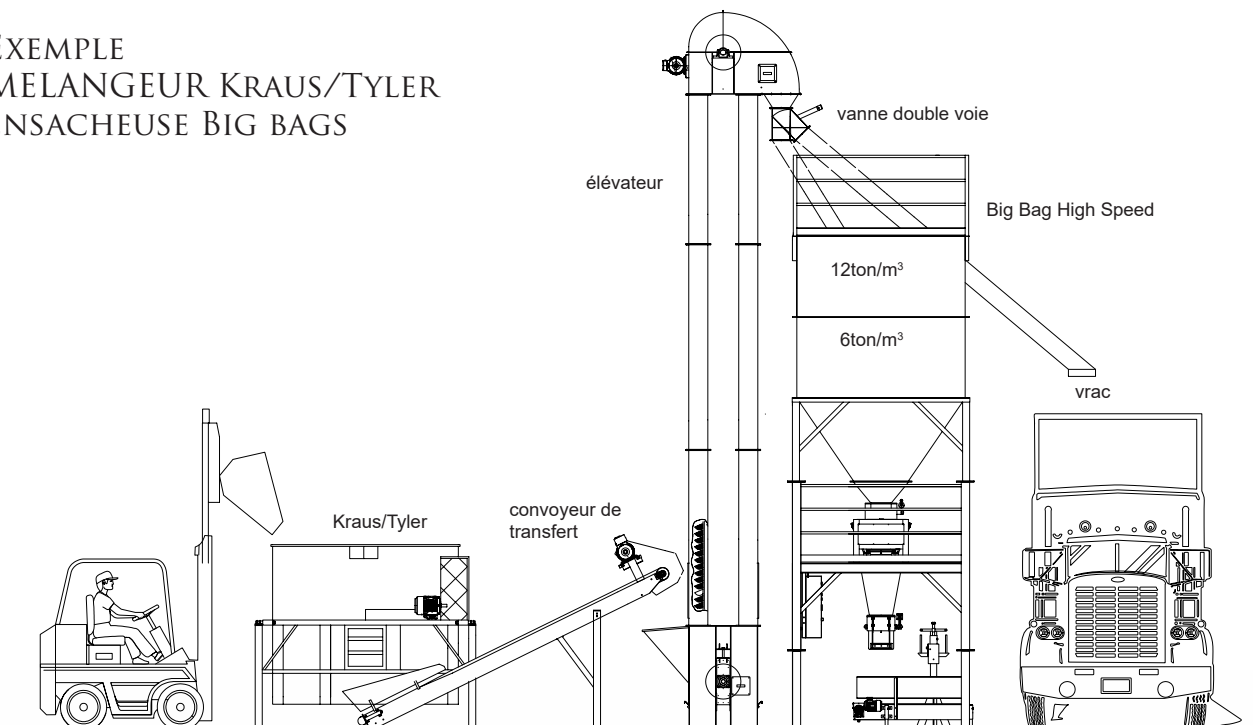 EXEMPLE
MELANGEUR KRAUS/TYLER
ENSACHEUSE BIG BAGS
vanne double voie
élévateur
Big Bag High Speed
12ton/m³
6ton/m³
vrac
convoyeur de
transfert
Kraus/Tyler